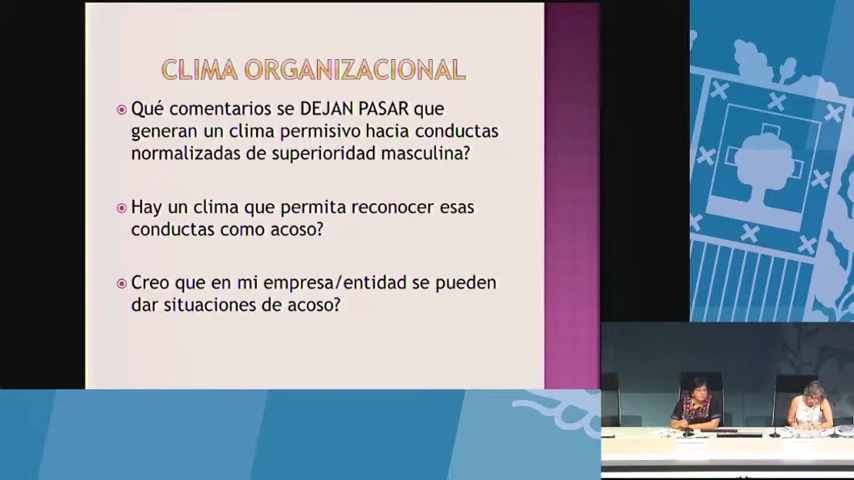 CLIMA ORGANIZACIONAL
Qué comentarios se DEJAN PASAR que
generan un clima permisivo hacia conductas
normalizadas de superioridad masculina?
Hay un clima que permita reconocer esas
conductas como acoso?
Creo que en mi empresa/entidad se pueden
dar situaciones de acoso?